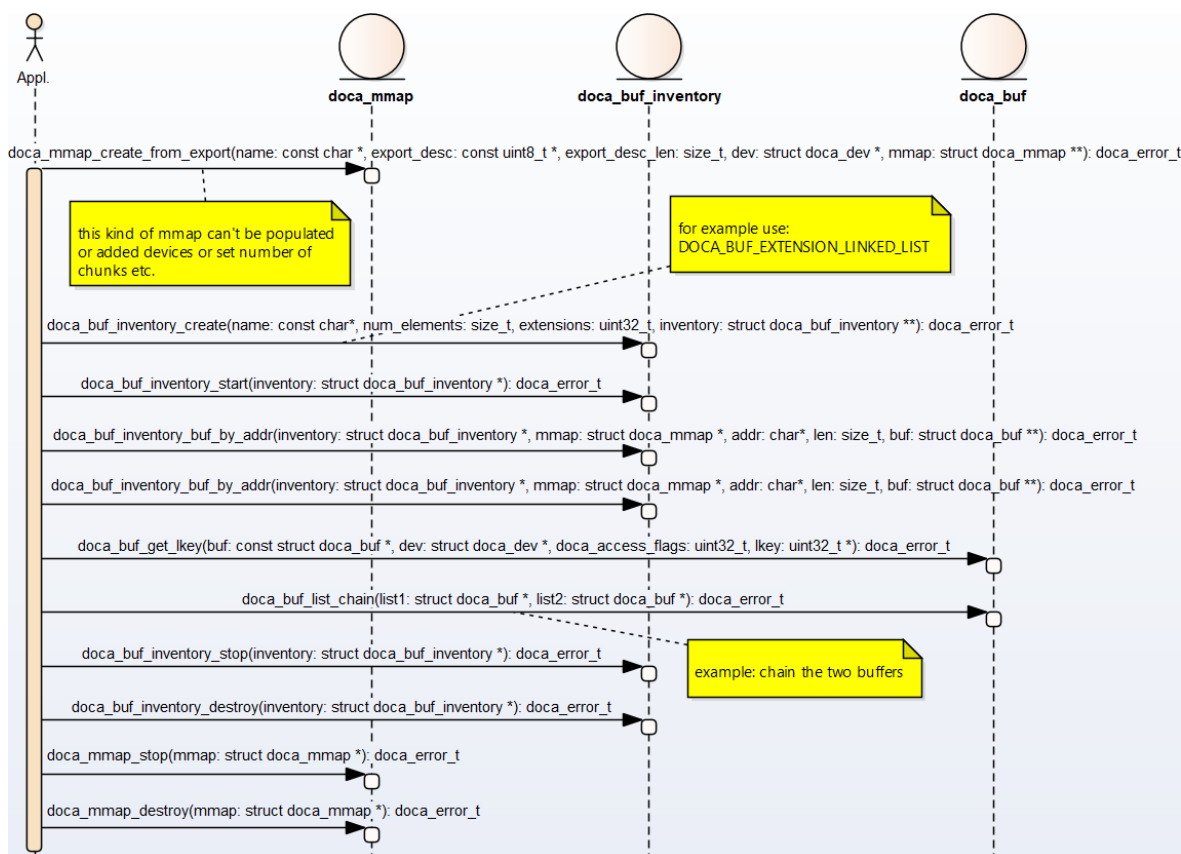 Appl.
doca_mmap
doca_buf_inventory
doca_buf
doca_mmap_create_from_export(name: const char *, export_desc: const uint8_t *, export_desc_len: size_t, dev: struct doca_dev *, mmap: struct doca_mmap **): doca_error_t
this kind of mmap can't be populated
or added devices or set number of
chunks etc.
for example use:
DOCA_BUF_EXTENSION_LINKED_LIST
doca_buf_inventory_create(name: const char*, num_elements: size_t, extensions: uint32_t, inventory: struct doca_buf_inventory **): doca_error_t
doca_buf_inventory_start(inventory: struct doca_buf_inventory *): doca_error_t
doca_buf_inventory_buf_by_addr(inventory: struct doca_buf_inventory *, mmap: struct doca_mmap *, addr: char*, len: size_t, buf: struct doca_buf **): doca_error_t
doca_buf_inventory_buf_by_addr(inventory: struct doca_buf_inventory *, mmap: struct doca_mmap *, addr: char*, len: size_t, buf: struct doca_buf **): doca_error_t
doca_buf_get_lkey(buf: const struct doca_buf *, dev: struct doca_dev *, doca_access_flags: uint32_t, lkey: uint32_t *): doca_error_t
doca_buf_list_chain(list1: struct doca_buf *, list2: struct doca_buf *): doca_error_t
doca_buf_inventory_stop(inventory: struct doca_buf_inventory *): doca_error_t
example: chain the two buffers
doca_buf_inventory_destroy(inventory: struct doca_buf_inventory *): doca_error_t
doca_mmap_stop(mmap: struct doca_mmap *): doca_error_t
doca_mmap_destroy(mmap: struct doca_mmap *): doca_error_t